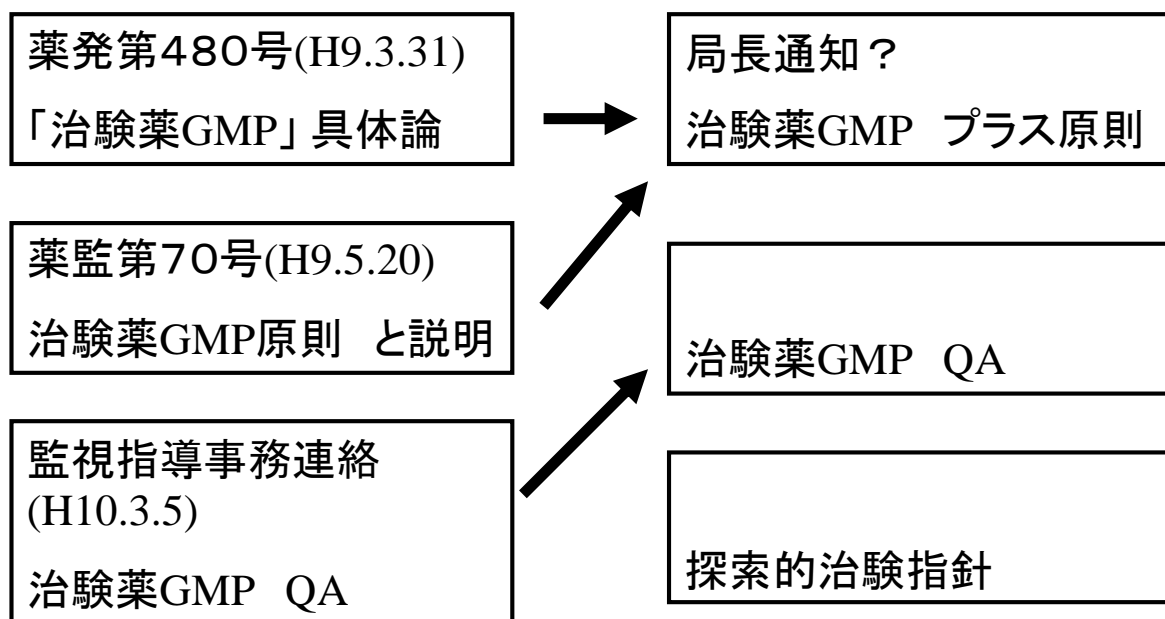 薬発第480号(H9.3.31)
「治験薬GMP」具体論
薬監第70号(H9.5.20)
治験薬GMP原則　と説明
監視指導事務連絡
(H10.3.5)
治験薬GMP　QA
局長通知？
治験薬GMP　プラス原則
治験薬GMP　QA
探索的治験指針